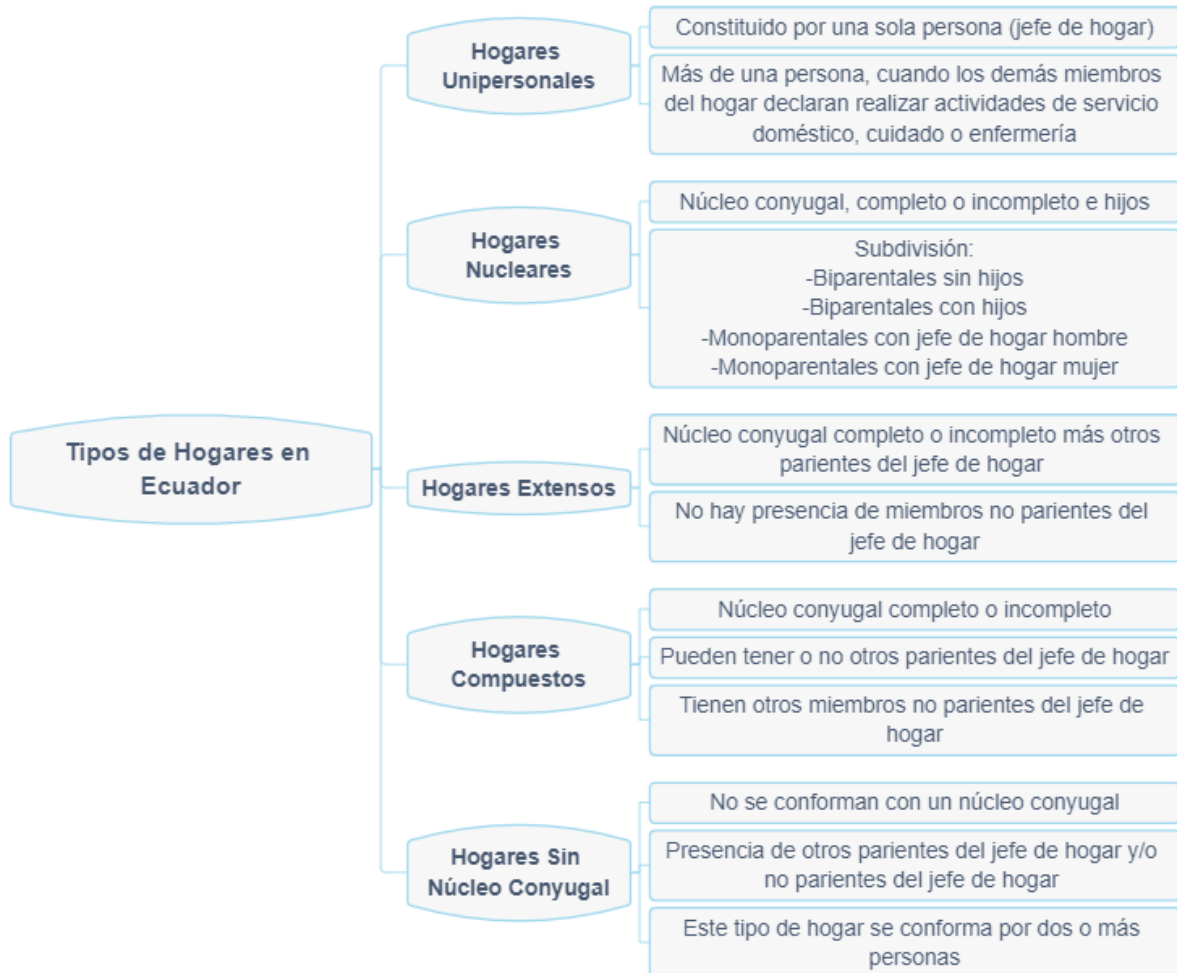 Tipos de Hogares en
Ecuador
Hogares
Unipersonales
Constituido por una sola persona (jefe de hogar)
Más de una persona, cuando los demás miembros
del hogar declaran realizar actividades de servicio
doméstico, cuidado o enfermería
Hogares
Nucleares
Núcleo conyugal, completo o incompleto e hijos
Subdivisión:
-Biparentales sin hijos
-Biparentales con hijos
-Monoparentales con jefe de hogar hombre
-Monoparentales con jefe de hogar mujer
Hogares Extensos
Núcleo conyugal completo o incompleto más otros
parientes del jefe de hogar
No hay presencia de miembros no parientes del
jefe de hogar
Hogares
Compuestos
Núcleo conyugal completo o incompleto
Pueden tener o no otros parientes del jefe de hogar
Tienen otros miembros no parientes del jefe de
hogar
Hogares Sin
Núcleo Conyugal
No se conforman con un núcleo conyugal
Presencia de otros parientes del jefe de hogar y/o
no parientes del jefe de hogar
Este tipo de hogar se conforma por dos o más
personas